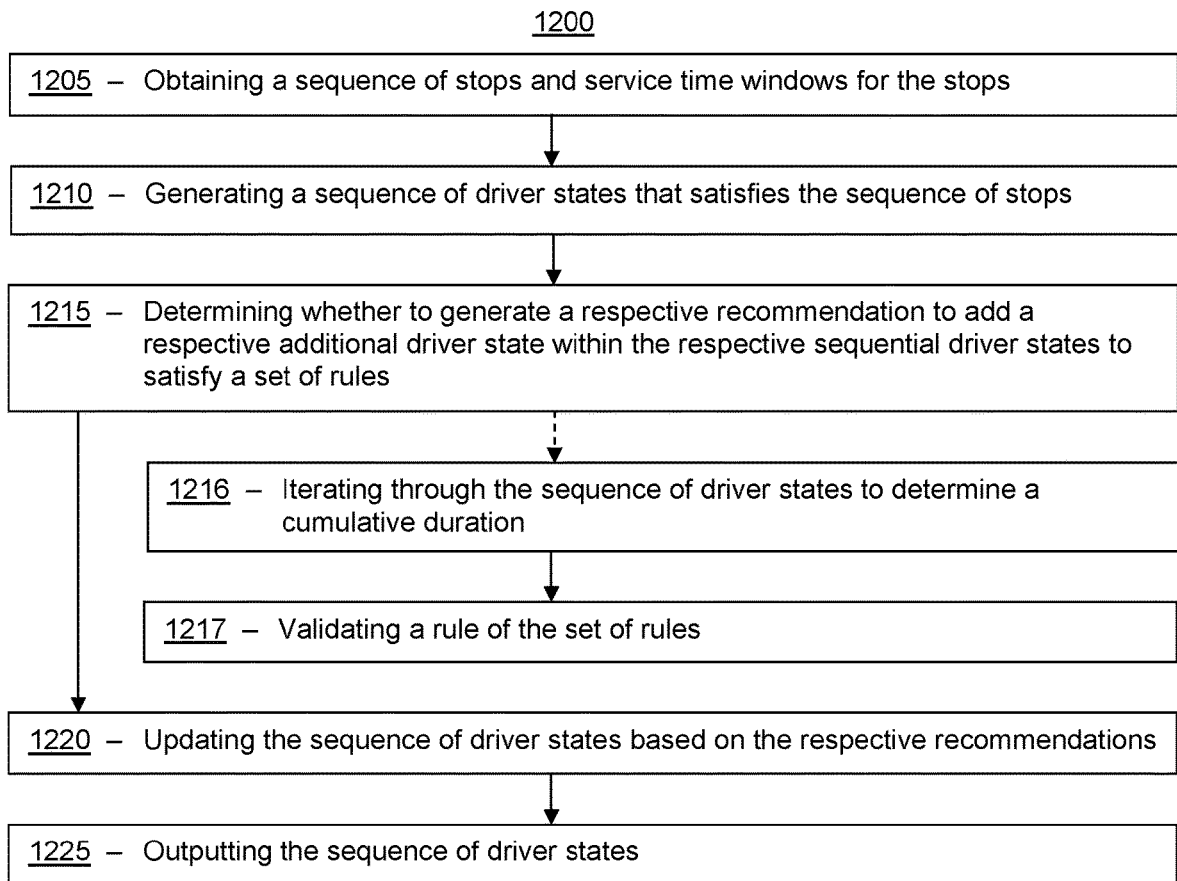 1200
1205 – Obtaining a sequence of stops and service time windows for the stops
1210 – Generating a sequence of driver states that satisfies the sequence of stops
1215 – Determining whether to generate a respective recommendation to add a
respective additional driver state within the respective sequential driver states to
satisfy a set of rules
1216 – Iterating through the sequence of driver states to determine a
cumulative duration
1217 – Validating a rule of the set of rules
1220 – Updating the sequence of driver states based on the respective recommendations
1225 – Outputting the sequence of driver states